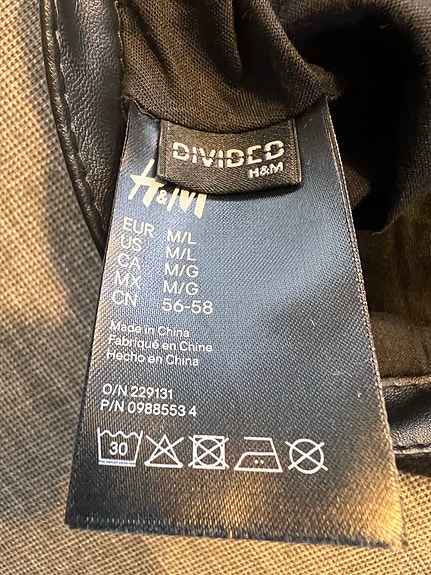 DIVIDED
H&M
H&M
EUR M/L
US M/L
CA M/G
MX M/G
CN 56-58
Made in China
Fabriqué en Chine
Hecho en China
O/N 229131
P/N 0988553 4
30